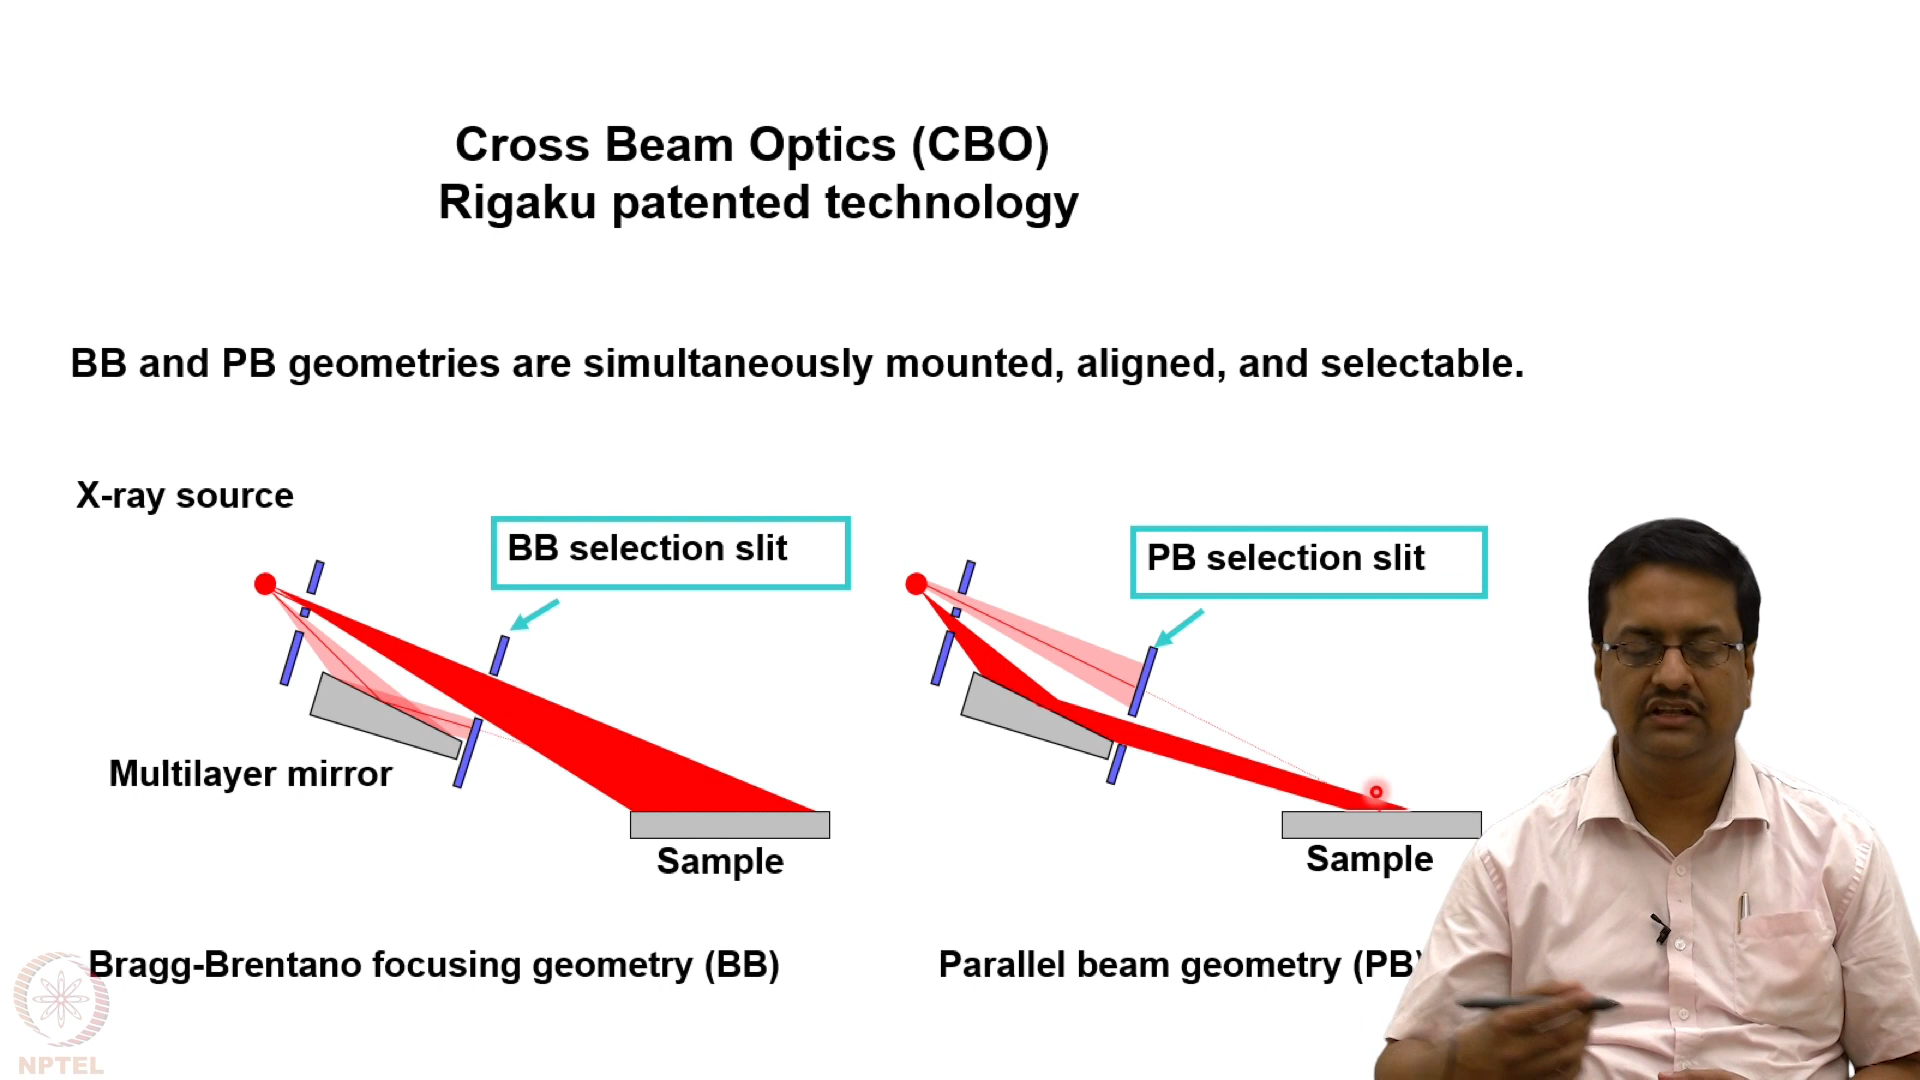 Cross Beam Optics (CBO)
Rigaku patented technology
BB and PB geometries are simultaneously mounted, aligned, and selectable.
X-ray source
BB selection slit
PB selection slit
Multilayer mirror
Sample
Sample
Bragg-Brentano focusing geometry (BB)
Parallel beam geometry (PB)
NPTEL